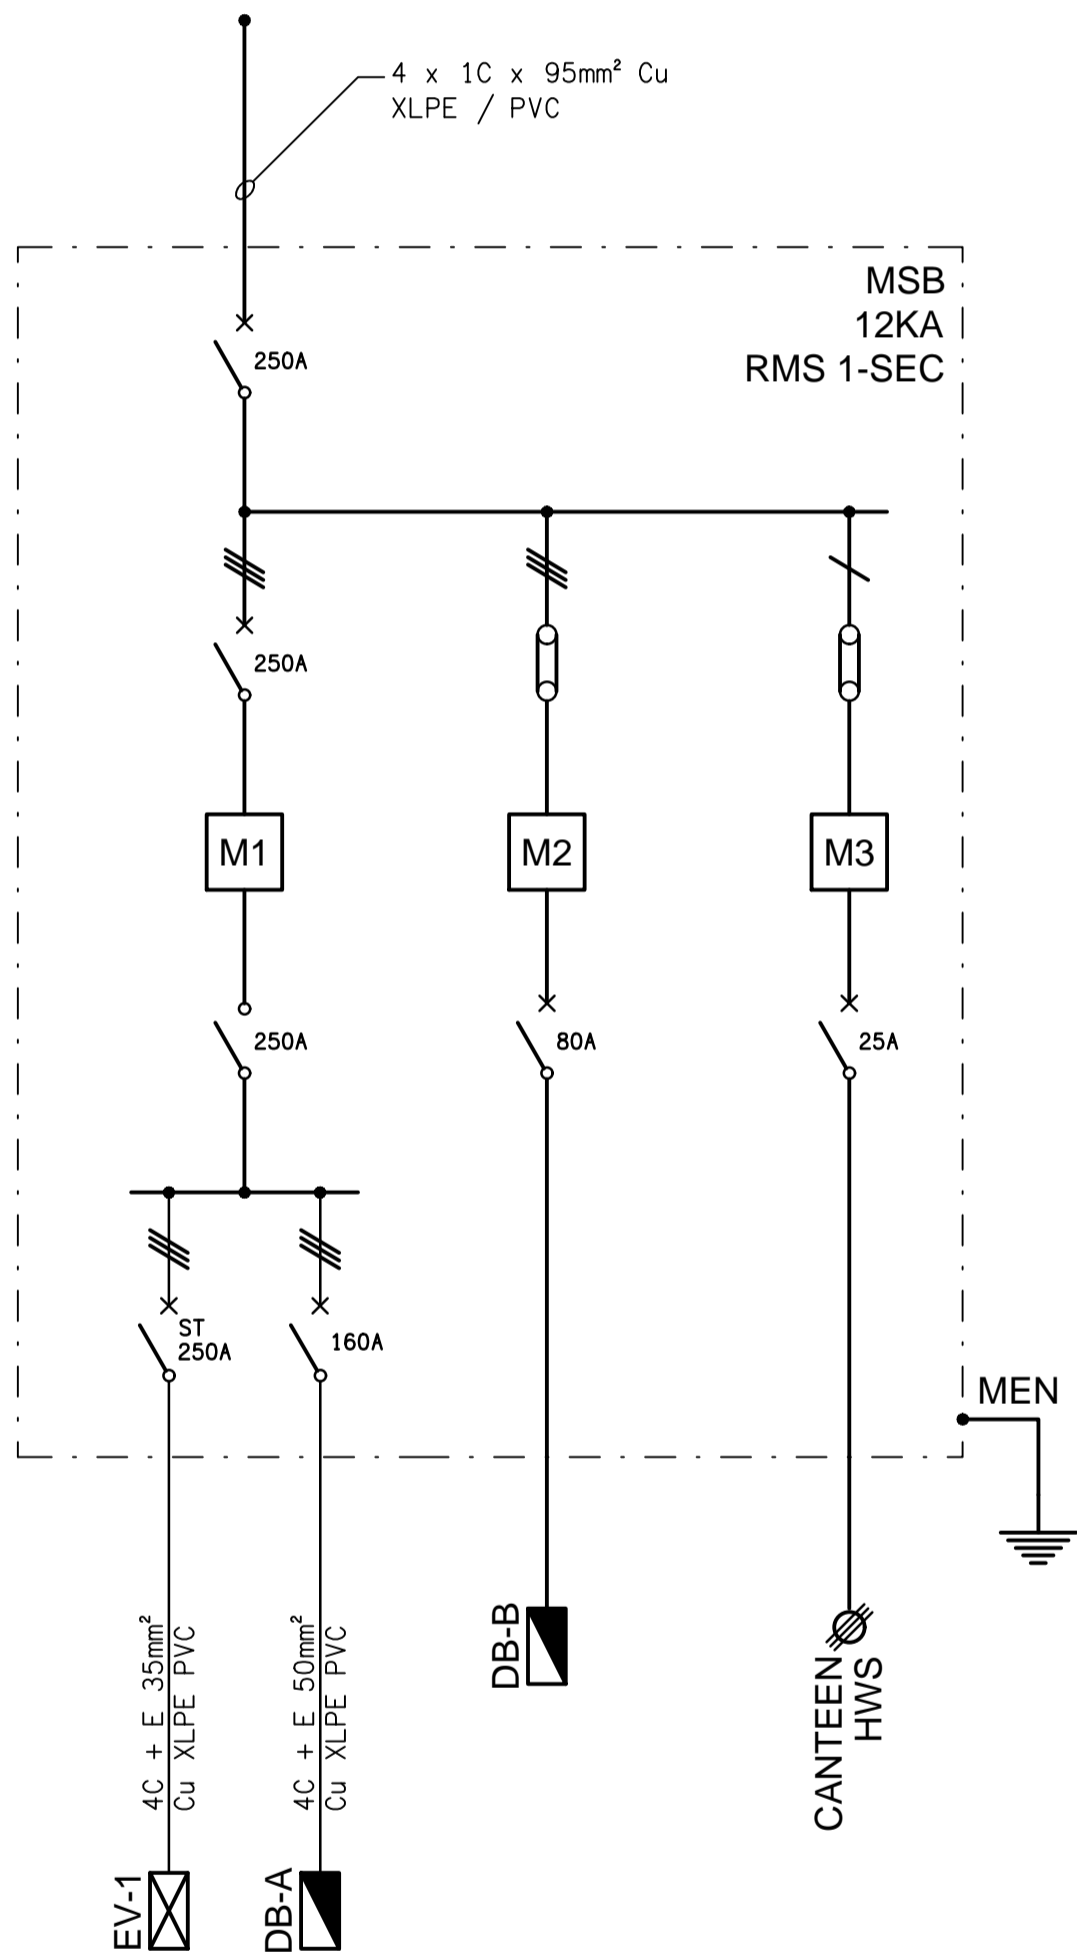 4 x 1C x 95mm² Cu
XLPE / PVC
MSB
12KA
RMS 1-SEC
250A
250A
M1
M2
M3
250A
80A
25A
ST
250A
160A
MEN
4C + E 35mm²
Cu XLPE PVC
4C + E 50mm²
Cu XLPE PVC
DB-B
CANTEEN
HWS
EV-1
DB-A